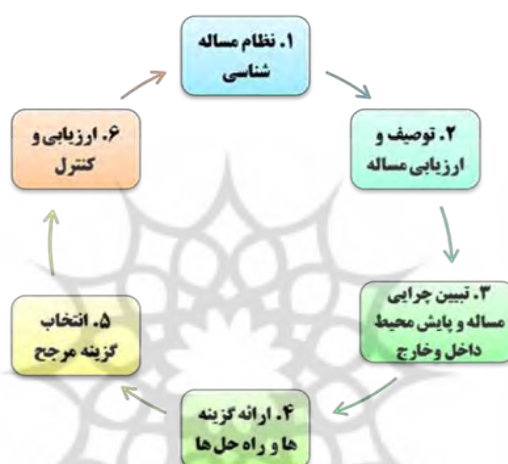 ۱. نظام مساله
شناسی
۲. توصیف و
ارزیابی مساله
۳. تبیین چرایی
مساله و پایش محیط
داخل وخارج
۴. ارائه گزینه
ها و راه حل ها
۵. انتخاب
گزینه مرجح
۶. ارزیابی و
کنترل